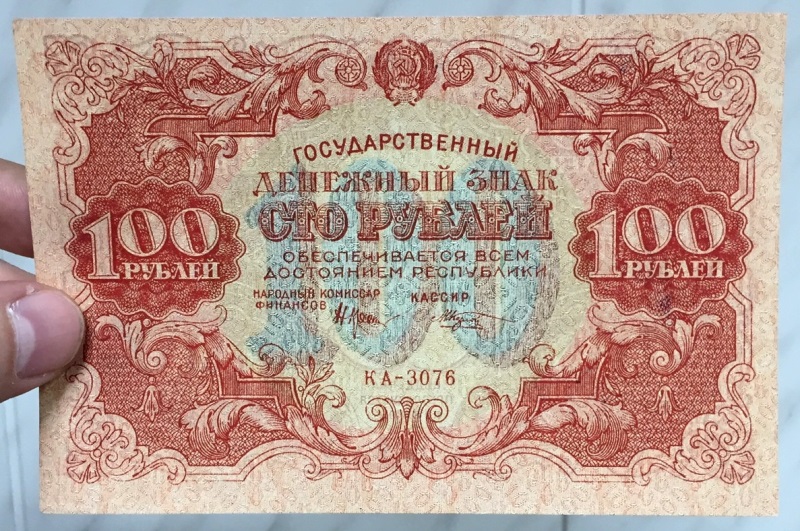 ГОСУДАРСТВЕННЫЙ
ДЕНЕЖНЫЙ ЗНАК
СТО РУБЛЕЙ
100
РУБЛЕЙ
100
100
РУБЛЕЙ
ОБЕСПЕЧИВАЕТСЯ ВСЕМ
ДОСТОЯНИЕМ РЕСПУБЛИКИ
НАРОДНЫЙ КОМИССАР
ФИНАНСОВ
КАССИР
КА-3076